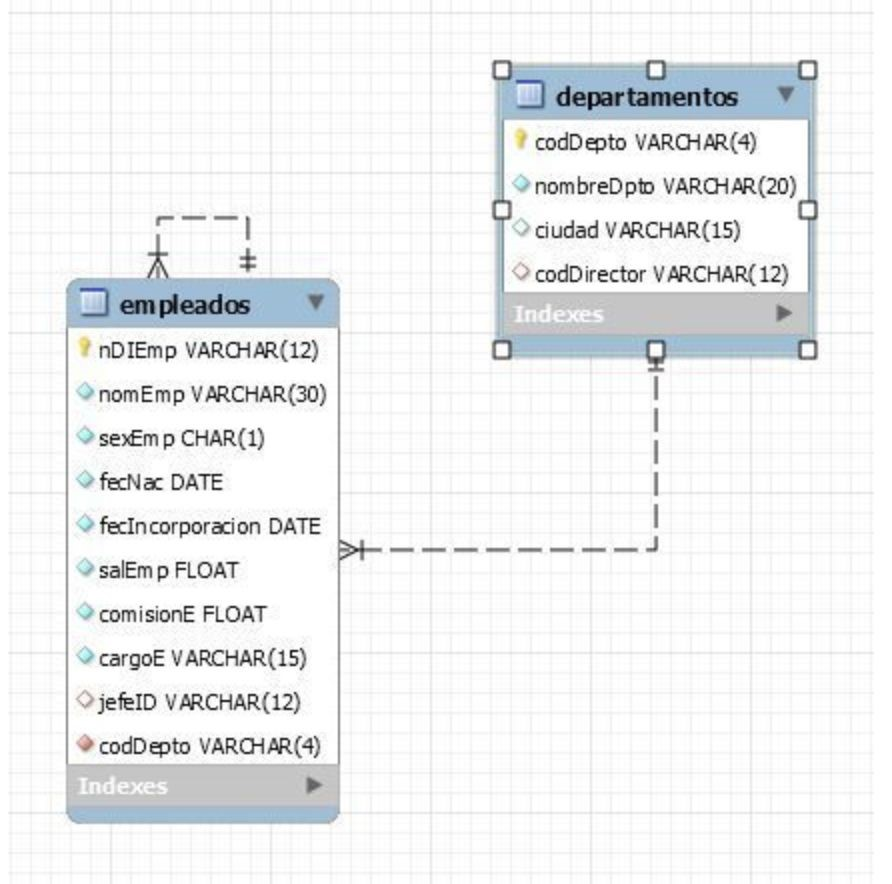 departamentos
codDepto VARCHAR(4)
nombreDpto VARCHAR(20)
ciudad VARCHAR(15)
codDirector VARCHAR(12)
Indexes
empleados
nDIEmp VARCHAR(12)
nomEmp VARCHAR(30)
sexEmp CHAR(1)
fecNac DATE
fecIncorporacion DATE
salEmp FLOAT
comisionE FLOAT
cargoE VARCHAR(15)
jefeID VARCHAR(12)
codDepto VARCHAR(4)
Indexes